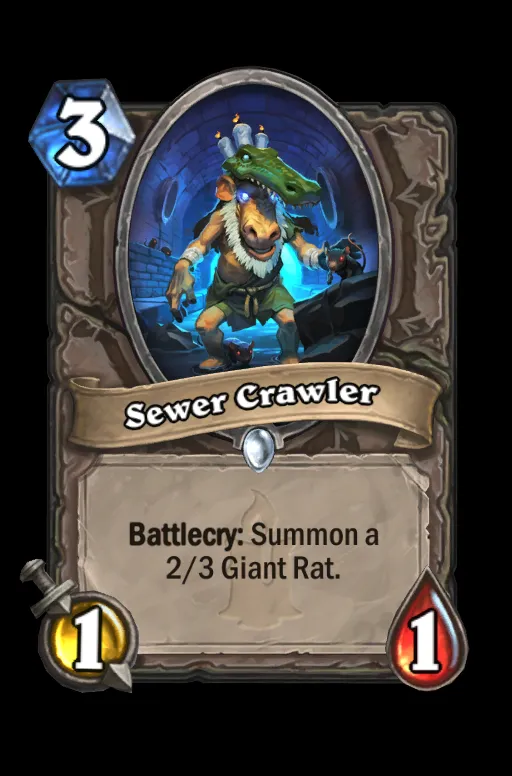 3
Sewer Crawler
Battlecry: Summon a
2/3 Giant Rat.
1
1